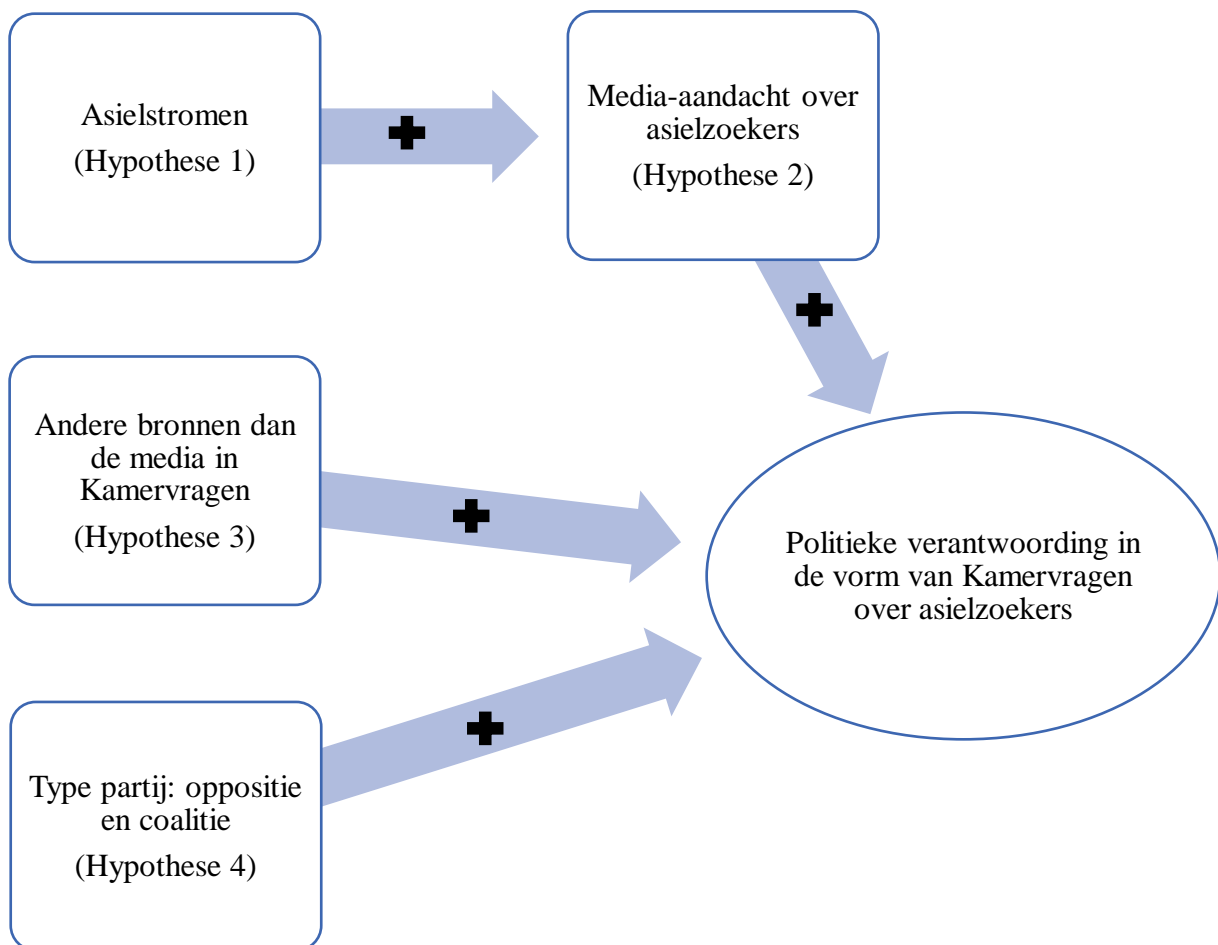 Asielstromen
(Hypothese 1)
Media-aandacht over
asielzoekers
(Hypothese 2)
Andere bronnen dan
de media in
Kamervragen
(Hypothese 3)
Politieke verantwoording in
de vorm van Kamervragen
over asielzoekers
Type partij: oppositie
en coalitie
(Hypothese 4)